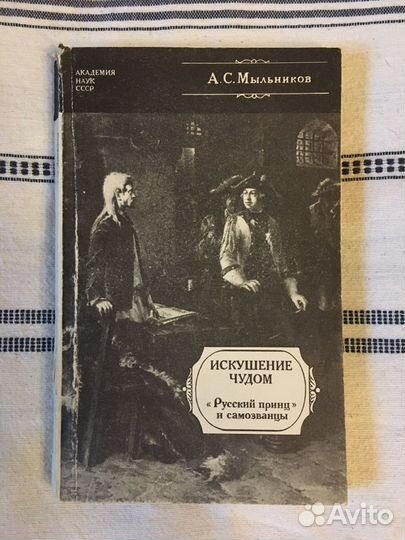 АКАДЕМИЯ
НАУК
СССР
А.С.Мыльников
ИСКУШЕНИЕ
ЧУДОМ
«Русский принц»
и самозванцы
Avito